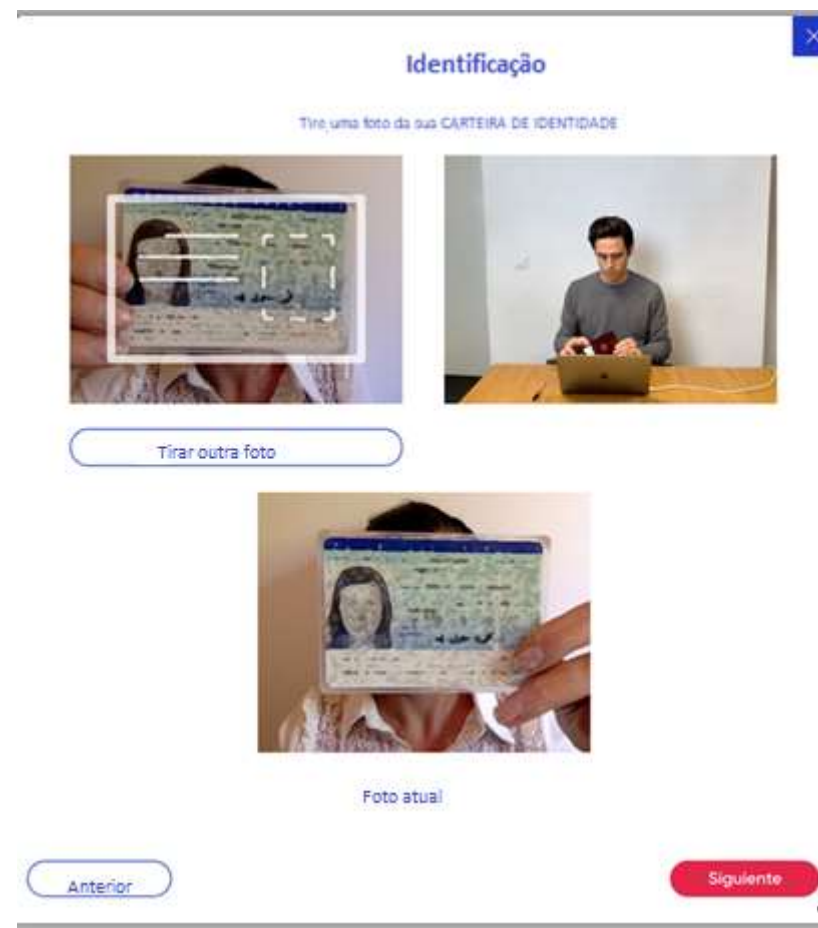 Identificação
Tire uma foto da sua CARTEIRA DE IDENTIDADE
Tirar outra foto
Foto atual
Anterior
Siguiente